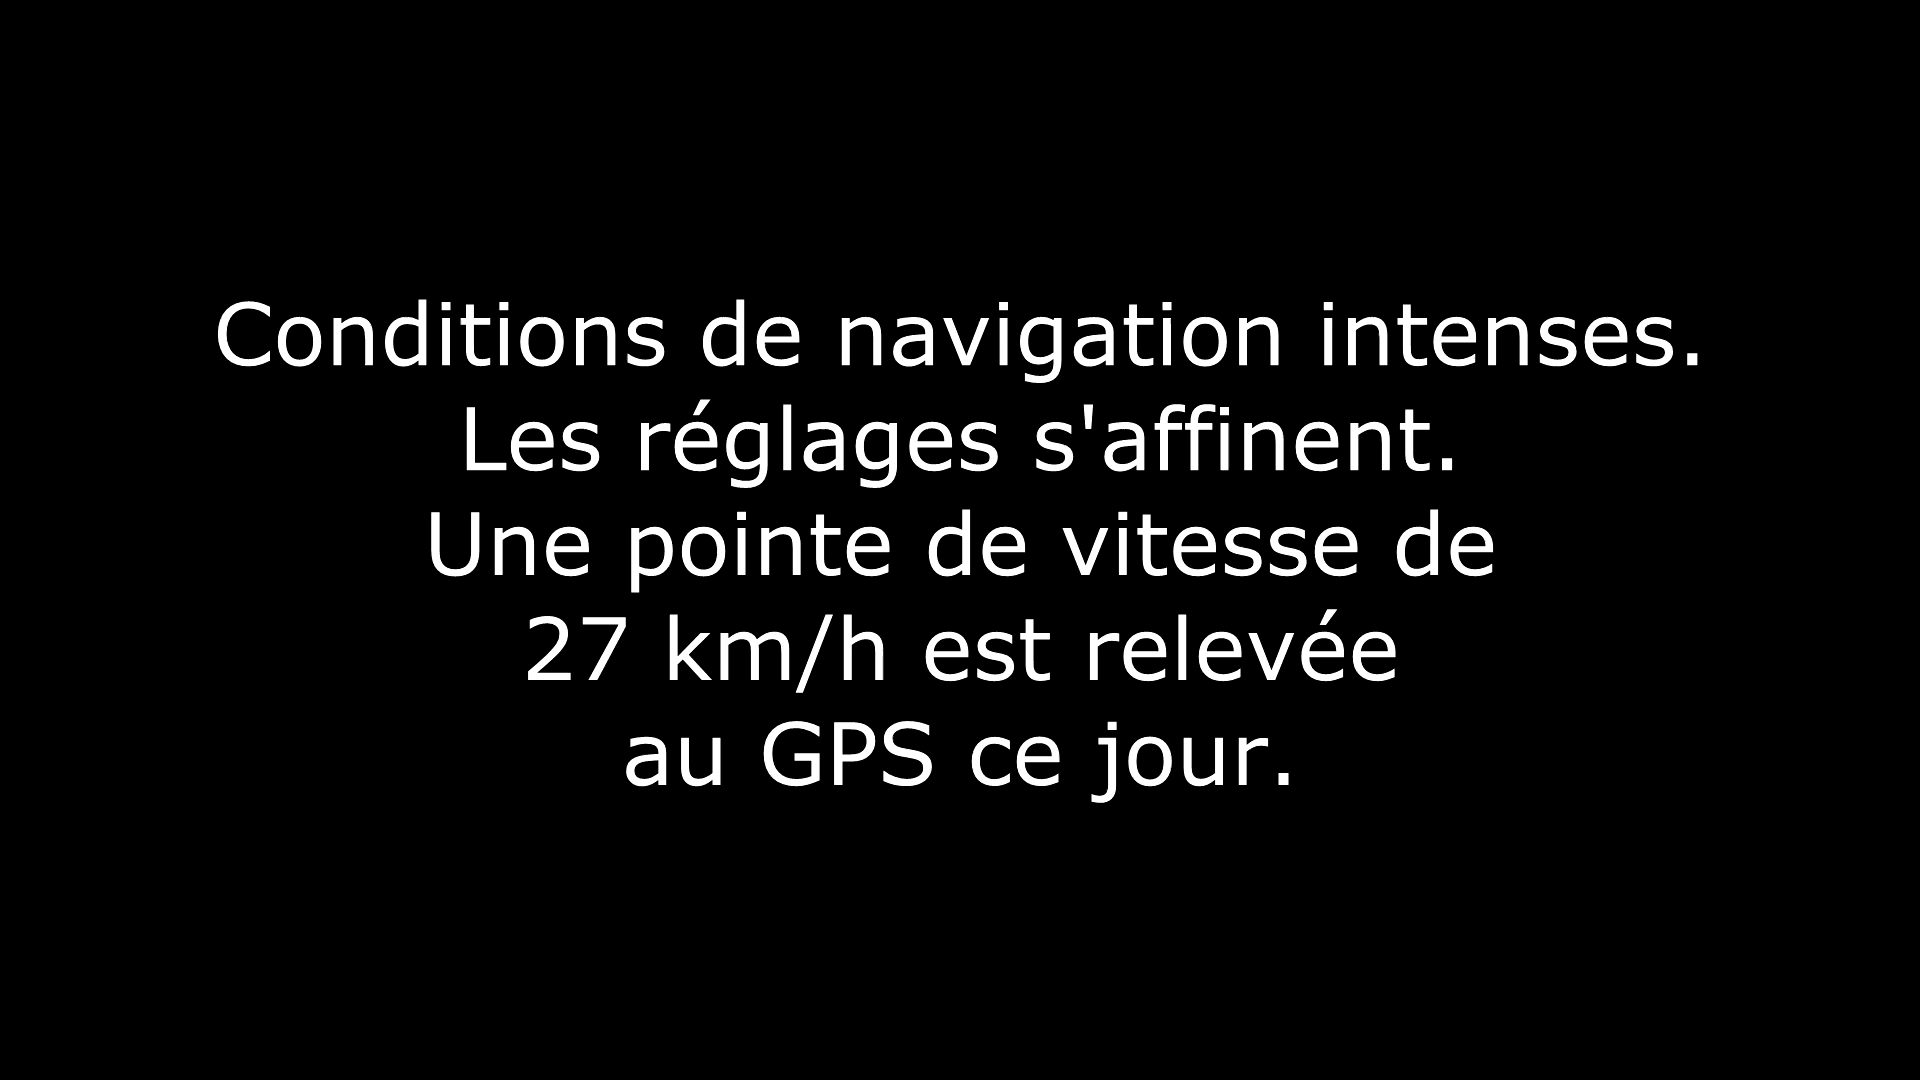 Conditions de navigation intenses.
Les réglages s'affinent.
Une pointe de vitesse de
27 km/h est relevée
au GPS ce jour.